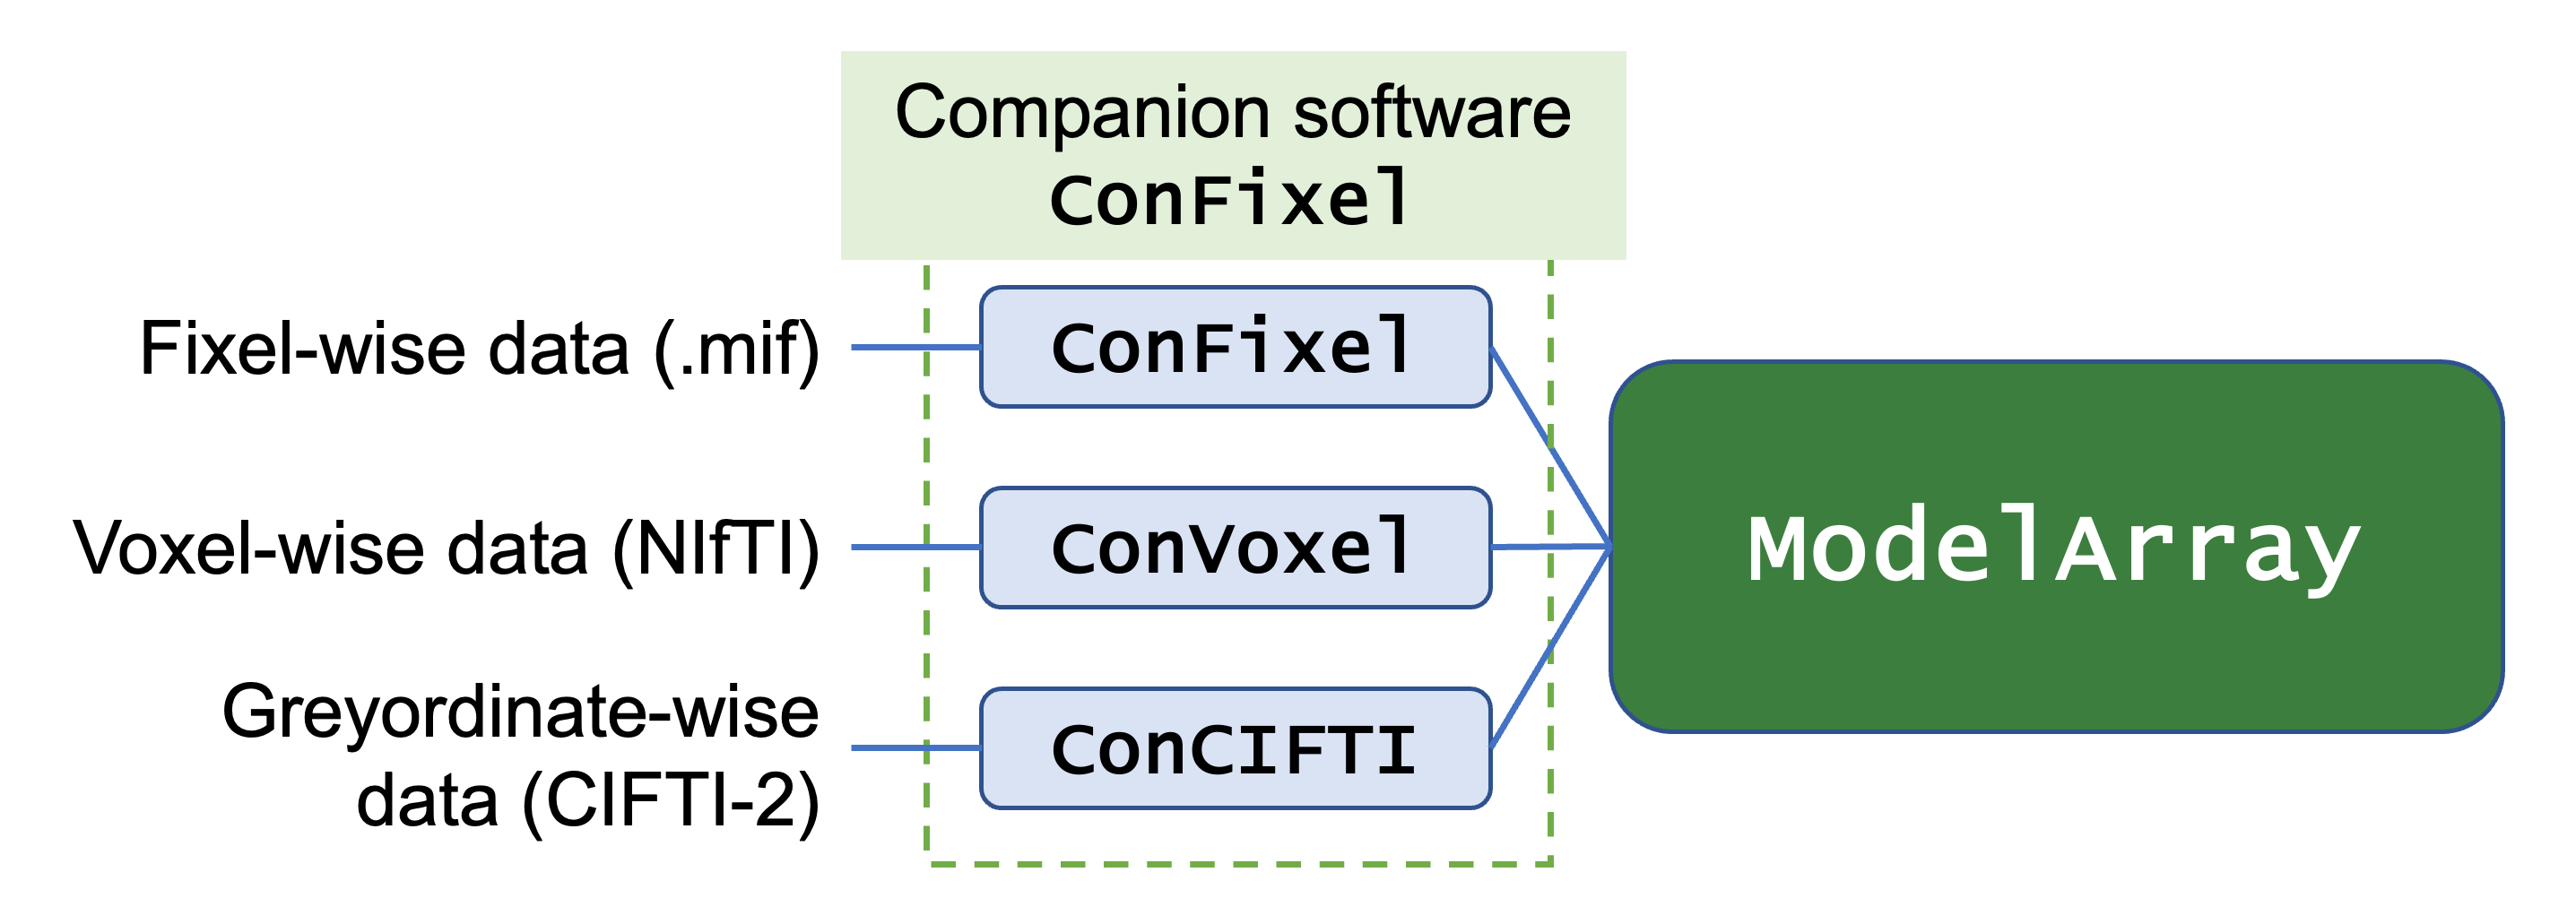 Companion software
ConFixel
Fixel-wise data (.mif)
ConFixel
Voxel-wise data (NIfTI)
ConVoxel
ModelArray
Greyordinate-wise
data (CIFTI-2)
ConCIFTI